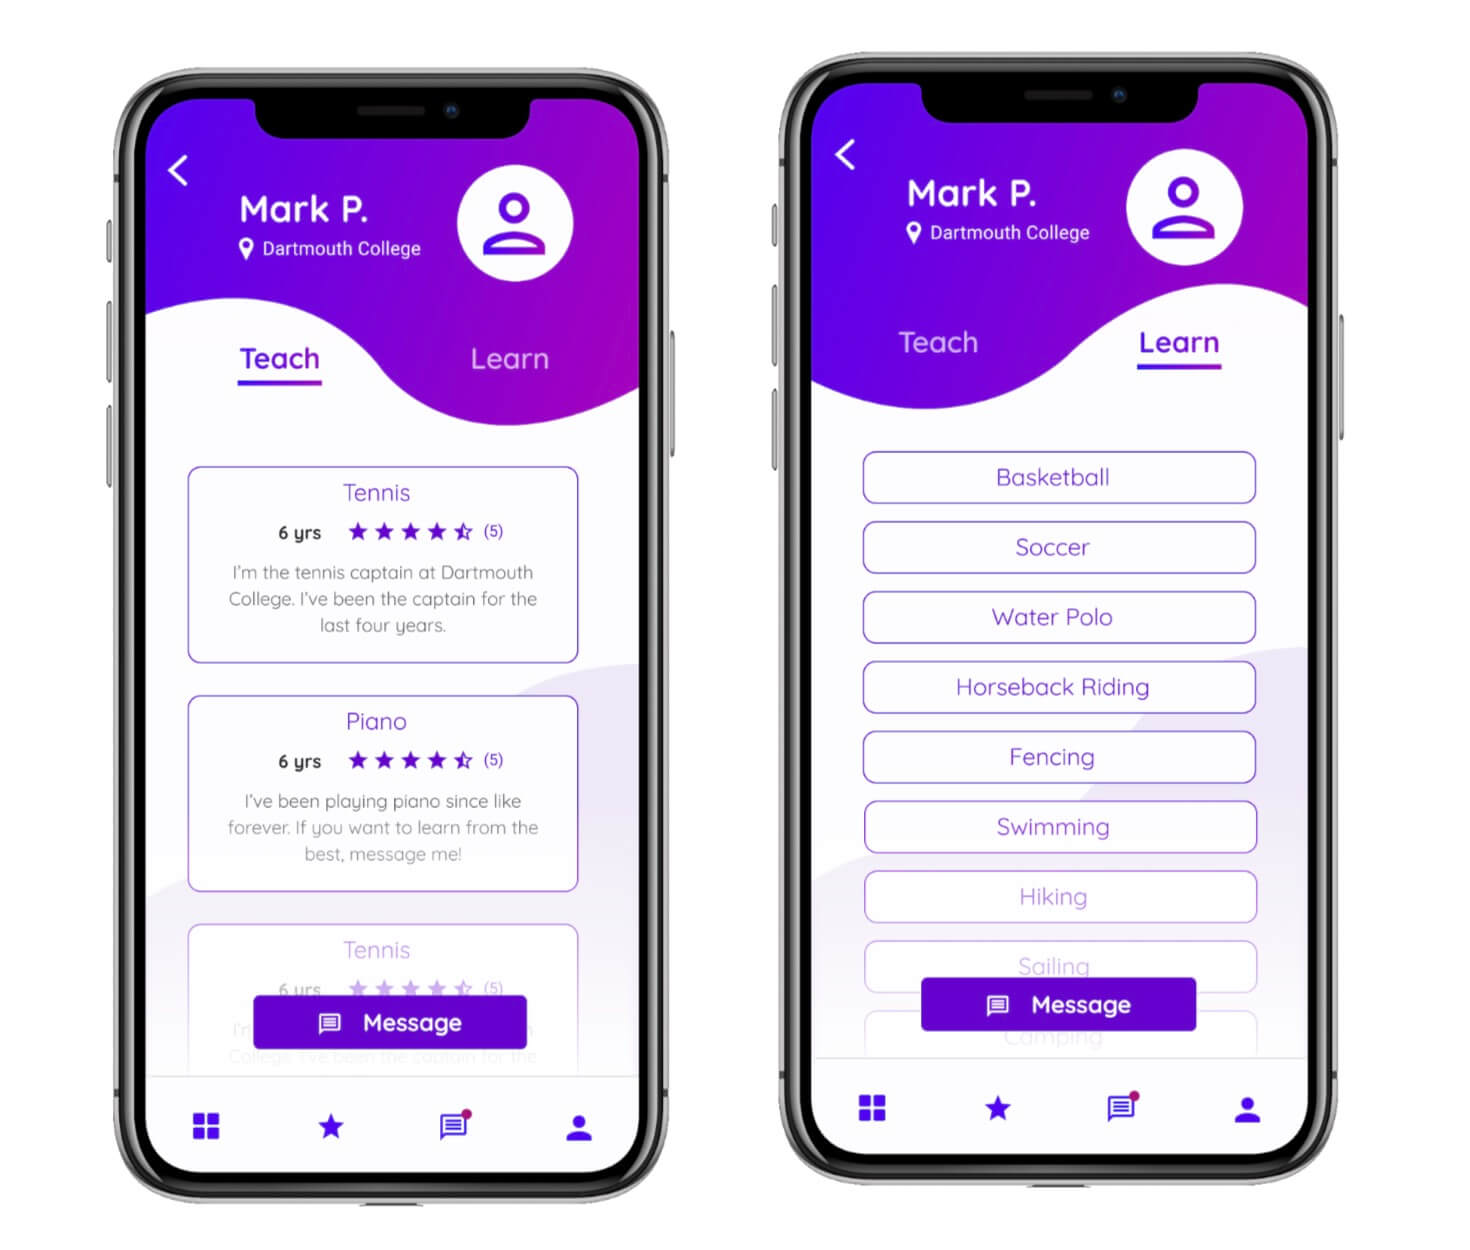 Mark P.
Dartmouth College
Teach
Learn
Tennis
6 yrs (5)
I'm the tennis captain at Dartmouth
College. I've been the captain for the
last four years.
Piano
6 yrs (5)
I've been playing piano since like
forever. If you want to learn from the
best, message me!
Tennis
6 yrs (5)
College. I've been the captain for the
Message
Mark P.
Dartmouth College
Teach
Learn
Basketball
Soccer
Water Polo
Horseback Riding
Fencing
Swimming
Hiking
Sailing
Message
Camping